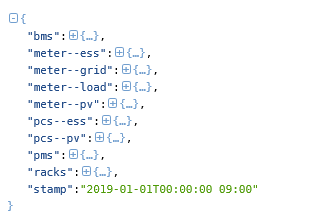 {
"bms":{…},
"meter--ess":{…},
"meter--grid":{…},
"meter--load":{…},
"meter--pv":{…},
"pcs--ess":{…},
"pcs--pv":{…},
"pms":{…},
"racks":{…},
"stamp":"2019-01-01T00:00:00 09:00"
}